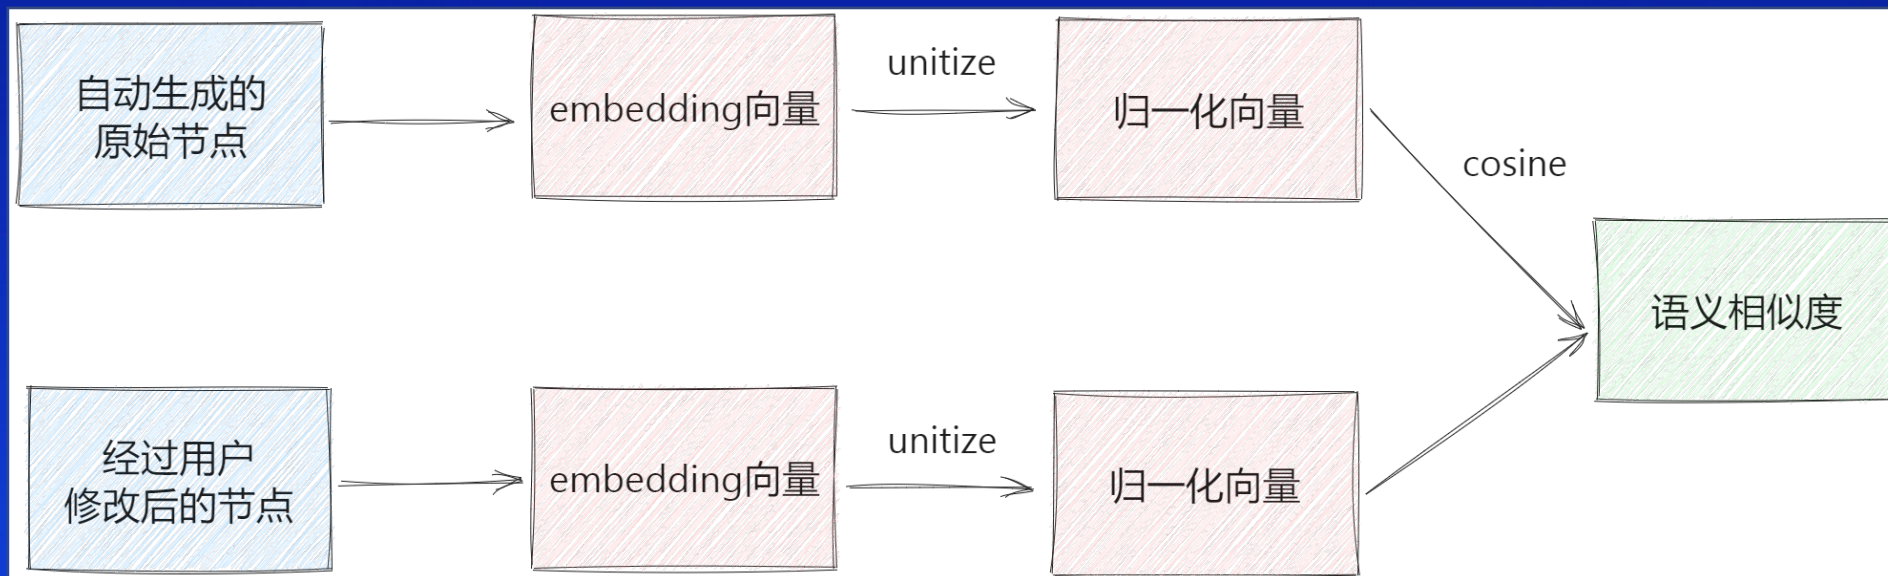 自动生成的
原始节点
embedding向量
unitize
归一化向量
cosine
语义相似度
经过用户
修改后的节点
embedding向量
unitize
归一化向量